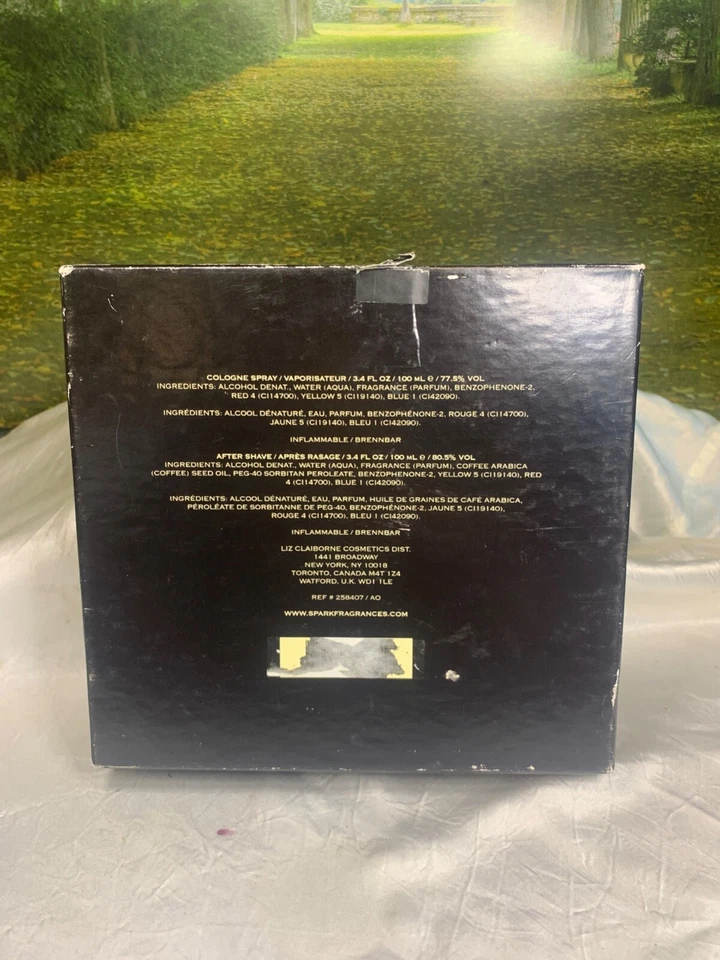 COLOGNE SPRAY / VAPORISATEUR / 3.4 FL OZ / 100 ML ℮ / 77.5% VOL
INGREDIENTS: ALCOHOL DENAT., WATER (AQUA), FRAGRANCE (PARFUM), BENZOPHENONE-2,
RED 4 (CI14700), YELLOW 5 (CI19140), BLUE 1 (CI42090).
INGRÉDIENTS: ALCOOL DÉNATURÉ, EAU, PARFUM, BENZOPHÉNONE-2, ROUGE 4 (CI14700),
JAUNE 5 (CI19140), BLEU 1 (CI42090).
INFLAMMABLE / BRENNBAR
AFTER SHAVE / APRÈS RASAGE / 3.4 FL OZ / 100 ML ℮ / 80.5% VOL
INGREDIENTS: ALCOHOL DENAT., WATER (AQUA), FRAGRANCE (PARFUM), COFFEE ARABICA
(COFFEE) SEED OIL, PEG-40 SORBITAN PEROLEATE, BENZOPHENONE-2, YELLOW 5 (CI19140), RED
4 (CI14700), BLUE 1 (CI42090).
INGRÉDIENTS: ALCOOL DÉNATURÉ, EAU, PARFUM, HUILE DE GRAINES DE CAFÉ ARABICA,
PÉROLÉATE DE SORBITANNE DE PEG-40, BENZOPHÉNONE-2, JAUNE 5 (CI19140),
ROUGE 4 (CI14700), BLEU 1 (CI42090).
INFLAMMABLE / BRENNBAR
LIZ CLAIBORNE COSMETICS DIST.
1441 BROADWAY
NEW YORK, NY 10018
TORONTO, CANADA M4T 1Z4
WATFORD, U.K. WD1 1LE
REF # 258407 / AO
WWW.SPARKFRAGRANCES.COM